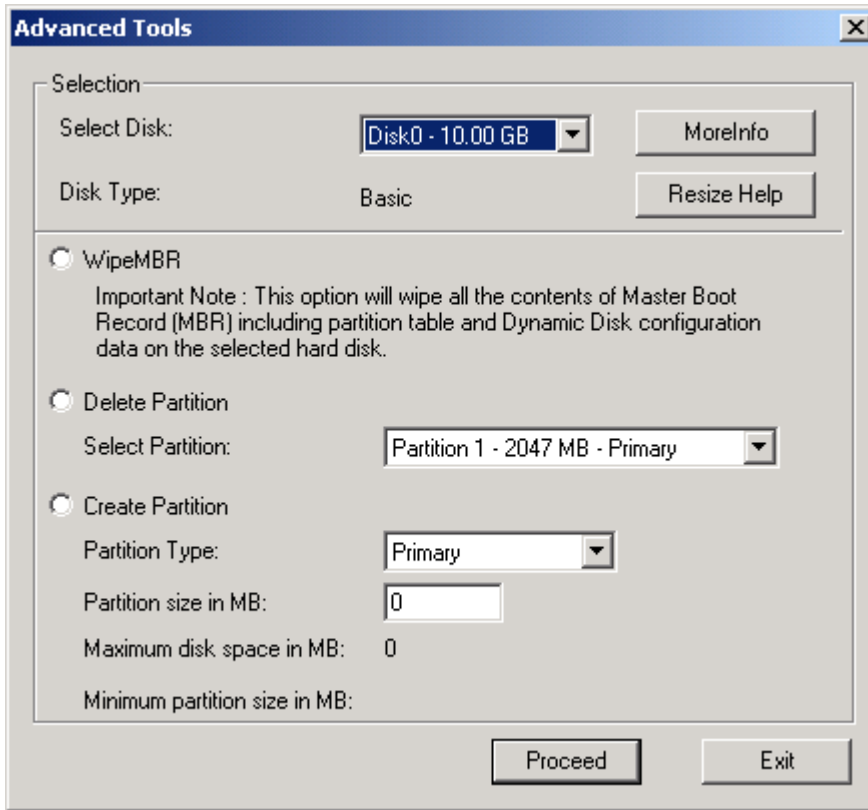 Advanced Tools
Selection
Select Disk: Disk0 - 10.00 GB MoreInfo
Disk Type: Basic Resize Help
WipeMBR
Important Note : This option will wipe all the contents of Master Boot
Record (MBR) including partition table and Dynamic Disk configuration
data on the selected hard disk.
Delete Partition
Select Partition: Partition 1 - 2047 MB - Primary
Create Partition
Partition Type: Primary
Partition size in MB: 0
Maximum disk space in MB: 0
Minimum partition size in MB:
Proceed Exit